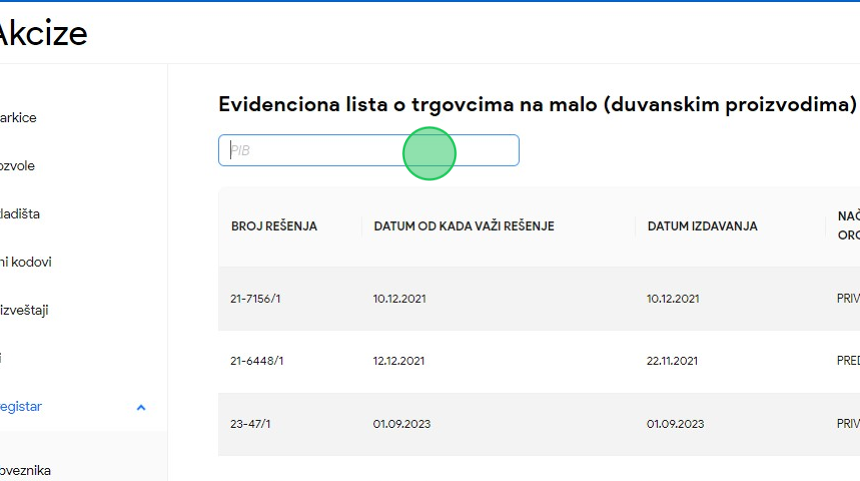 Akcize
Evidenciona lista o trgovcima na malo (duvanskim proizvodima)
PIB
arkice
ozvole
ladišta
ni kodovi
izveštaji
i
egistar
oveznika
BROJ REŠENJA
DATUM OD KADA VAŽI REŠENJE
DATUM IZDAVANJA
NAČ
ORG
21-7156/1
10.12.2021
10.12.2021
PRIV
21-6448/1
12.12.2021
22.11.2021
PRED
23-47/1
01.09.2023
01.09.2023
PRIV